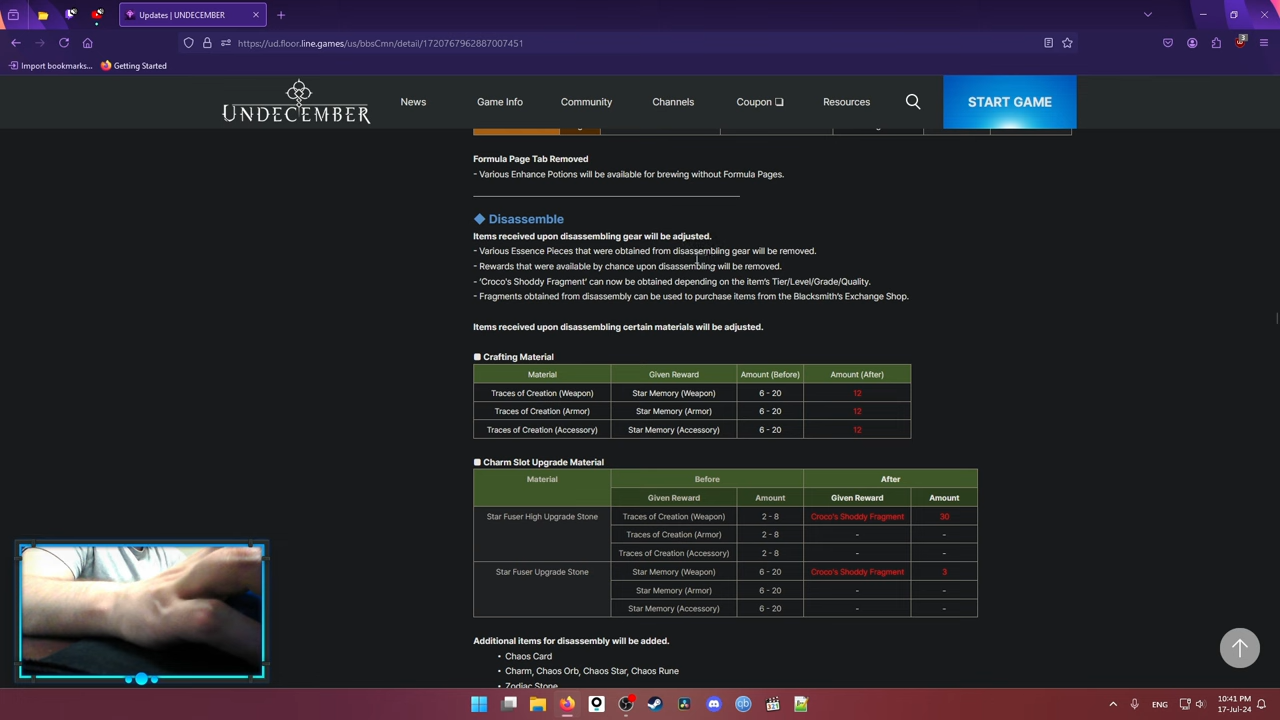 Updates | UNDECEMBER
https://ud.floor.line.games/us/bbsCmn/detail/1720767962887007451
3
Import bookmarks...
Getting Started
UNDECEMBER
News
Game Info
Community
Channels
Coupon
Resources
START GAME
Formula Page Tab Removed
- Various Enhance Potions will be available for brewing without Formula Pages.
Disassemble
Items received upon disassembling gear will be adjusted.
- Various Essence Pieces that were obtained from disassembling gear will be removed.
- Rewards that were available by chance upon disassembling will be removed.
- ‘Croco's Shoddy Fragment’ can now be obtained depending on the item's Tier/Level/Grade/Quality.
- Fragments obtained from disassembly can be used to purchase items from the Blacksmith's Exchange Shop.
Items received upon disassembling certain materials will be adjusted.
Crafting Material
Material Given Reward Amount (Before) Amount (After)
Traces of Creation (Weapon) Star Memory (Weapon) 6 - 20 12
Traces of Creation (Armor) Star Memory (Armor) 6 - 20 12
Traces of Creation (Accessory) Star Memory (Accessory) 6 - 20 12
Charm Slot Upgrade Material
Material Before After
Given Reward Amount Given Reward Amount
Star Fuser High Upgrade Stone Traces of Creation (Weapon) 2 - 8 Croco's Shoddy Fragment 30
Traces of Creation (Armor) 2 - 8 - -
Traces of Creation (Accessory) 2 - 8 - -
Star Fuser Upgrade Stone Star Memory (Weapon) 6 - 20 Croco's Shoddy Fragment 3
Star Memory (Armor) 6 - 20 - -
Star Memory (Accessory) 6 - 20 - -
Additional items for disassembly will be added.
• Chaos Card
• Charm, Chaos Orb, Chaos Star, Chaos Rune
• Zodiac Stone
ENG
10:41 PM
17-Jul-24